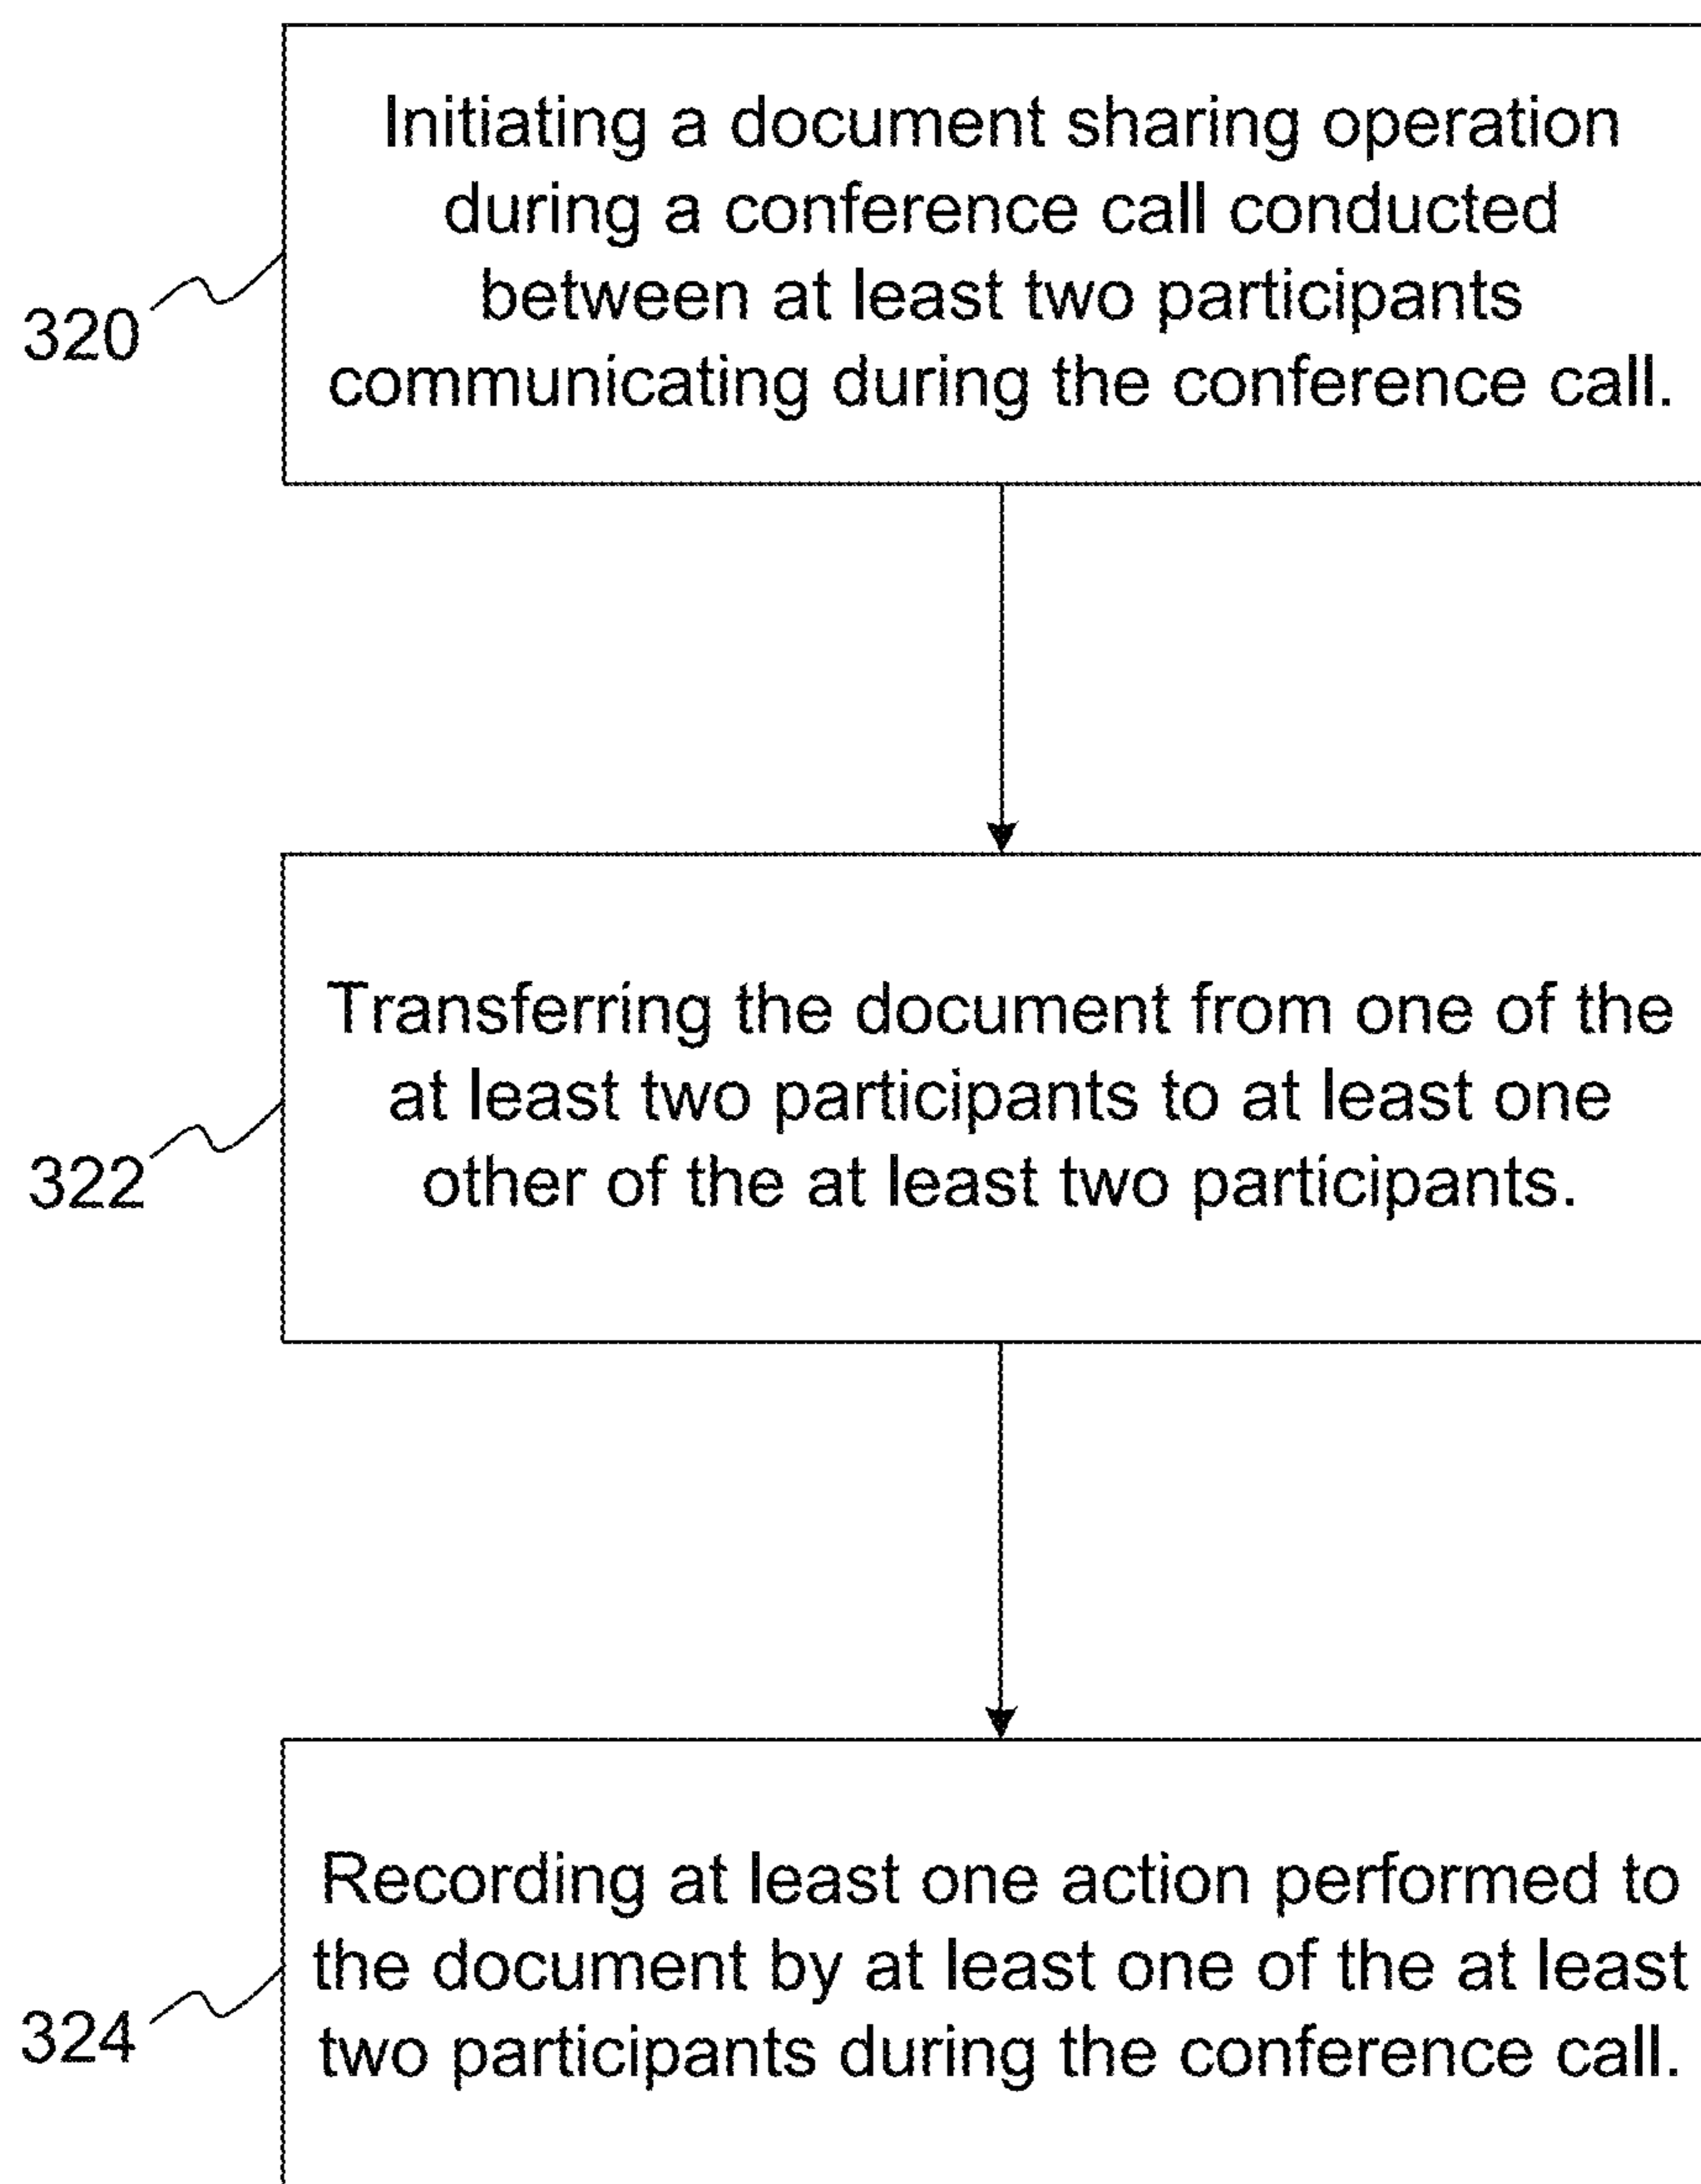 Initiating a document sharing operation
during a conference call conducted
between at least two participants
communicating during the conference call.
320
Transferring the document from one of the
at least two participants to at least one
other of the at least two participants.
322
Recording at least one action performed to
the document by at least one of the at least
two participants during the conference call.
324